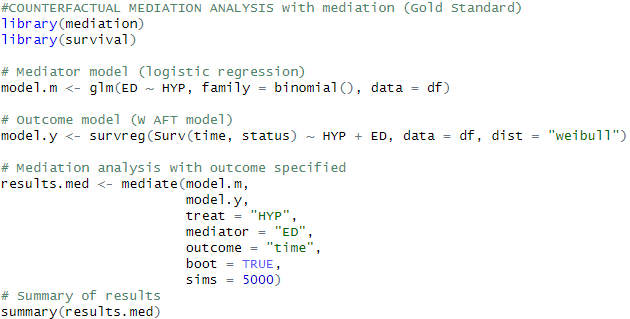 #COUNTERFACTUAL MEDIATION ANALYSIS with mediation (Gold Standard)
library(mediation)
library(survival)

# Mediator model (logistic regression)
model.m <- glm(ED ~ HYP, family = binomial(), data = df)

# Outcome model (W AFT model)
model.y <- survreg(Surv(time, status) ~ HYP + ED, data = df, dist = "weibull")

# Mediation analysis with outcome specified
results.med <- mediate(model.m,
                       model.y,
                       treat = "HYP",
                       mediator = "ED",
                       outcome = "time",
                       boot = TRUE,
                       sims = 5000)
# Summary of results
summary(results.med)